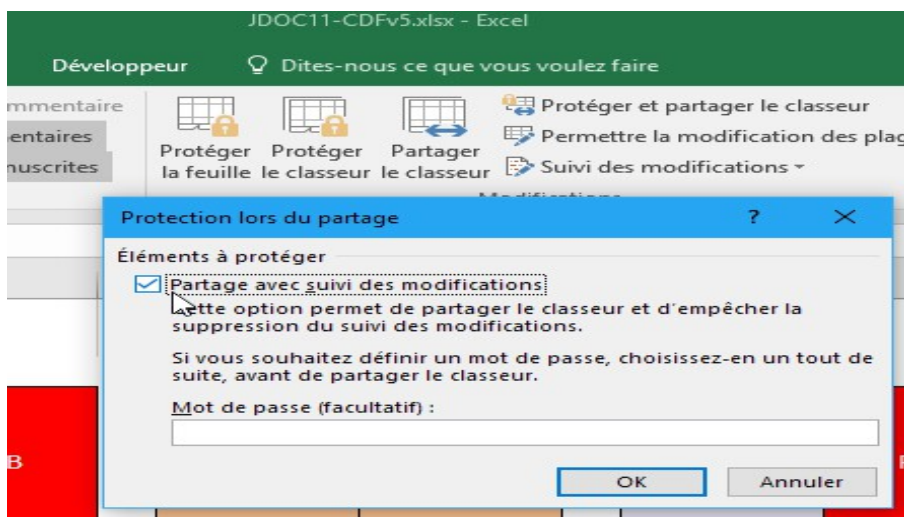 JDOC11-CDFv5.xlsx - Excel
Développeur Dites-nous ce que vous voulez faire
mmentaire
entaires
nuscrites
Protéger
la feuille
Protéger
le classeur
Partager
le classeur
Protéger et partager le classeur
Permettre la modification des plag
Suivi des modifications
Protection lors du partage ?
Éléments à protéger
Partage avec suivi des modifications
Cette option permet de partager le classeur et d'empêcher la
suppression du suivi des modifications.
Si vous souhaitez définir un mot de passe, choisissez-en un tout de
suite, avant de partager le classeur.
Mot de passe (facultatif) :
OK Annuler
B